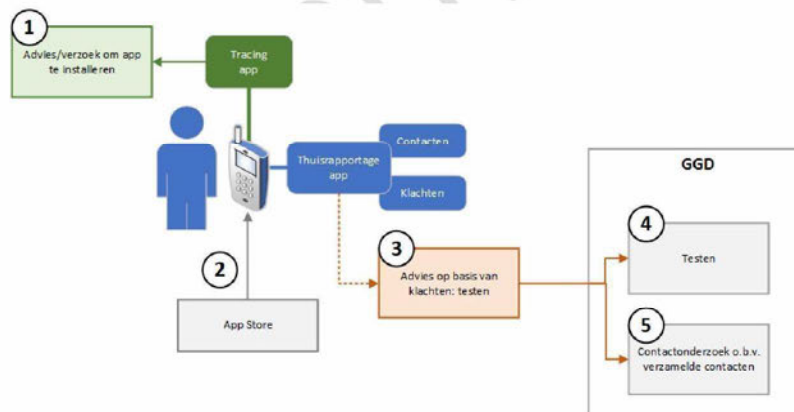 1
Advies/verzoek om app
te installeren
Tracing
app
Thuisrapportage
app
Contacten
Klachten
2
App Store
3
Advies op basis van
klachten: testen
GGD
4
Testen
5
Contactonderzoek o.b.v.
verzamelde contacten